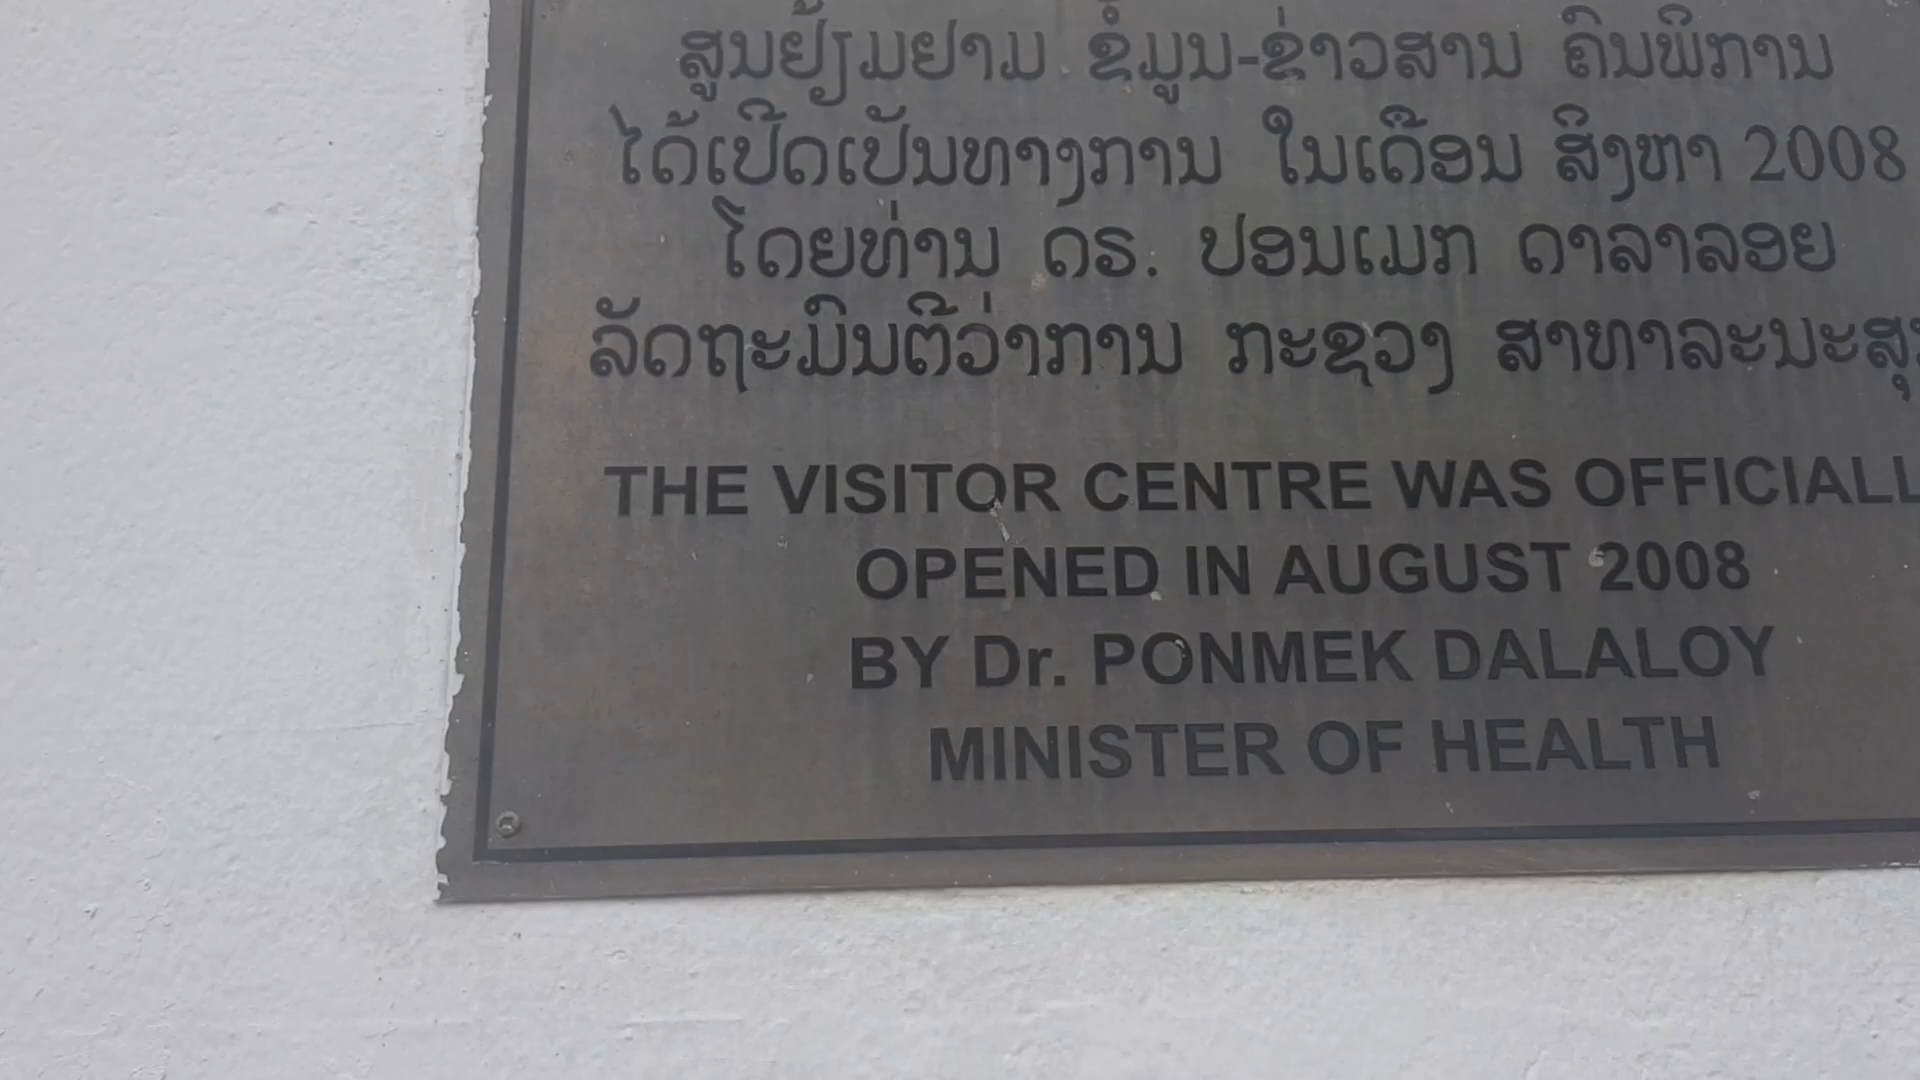 ສູນຢ້ຽມຢາມ ຂໍ້ມູນ-ຂ່າວສານ ຄົນພິການ
ໄດ້ເປີດເປັນທາງການ ໃນເດືອນ ສິງຫາ 2008
ໂດຍທ່ານ ດຣ. ປອນເມກ ດາລາລອຍ
ລັດຖະມົນຕີວ່າການ ກະຊວງ ສາທາລະນະສຸ
THE VISITOR CENTRE WAS OFFICIALL
OPENED IN AUGUST 2008
BY Dr. PONMEK DALALOY
MINISTER OF HEALTH